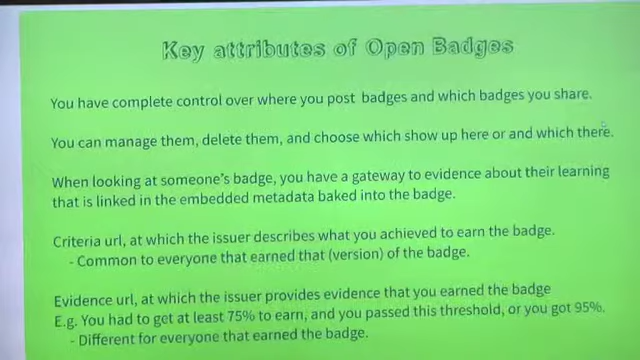 Key attributes of Open Badges
You have complete control over where you post badges and which badges you share.
You can manage them, delete them, and choose which show up here or and which there.
When looking at someone's badge, you have a gateway to evidence about their learning
that is linked in the embedded metadata baked into the badge.
Criteria url, at which the issuer describes what you achieved to earn the badge.
- Common to everyone that earned that (version) of the badge.
Evidence url, at which the issuer provides evidence that you earned the badge
E.g. You had to get at least 75% to earn, and you passed this threshold, or you got 95%.
- Different for everyone that earned the badge.